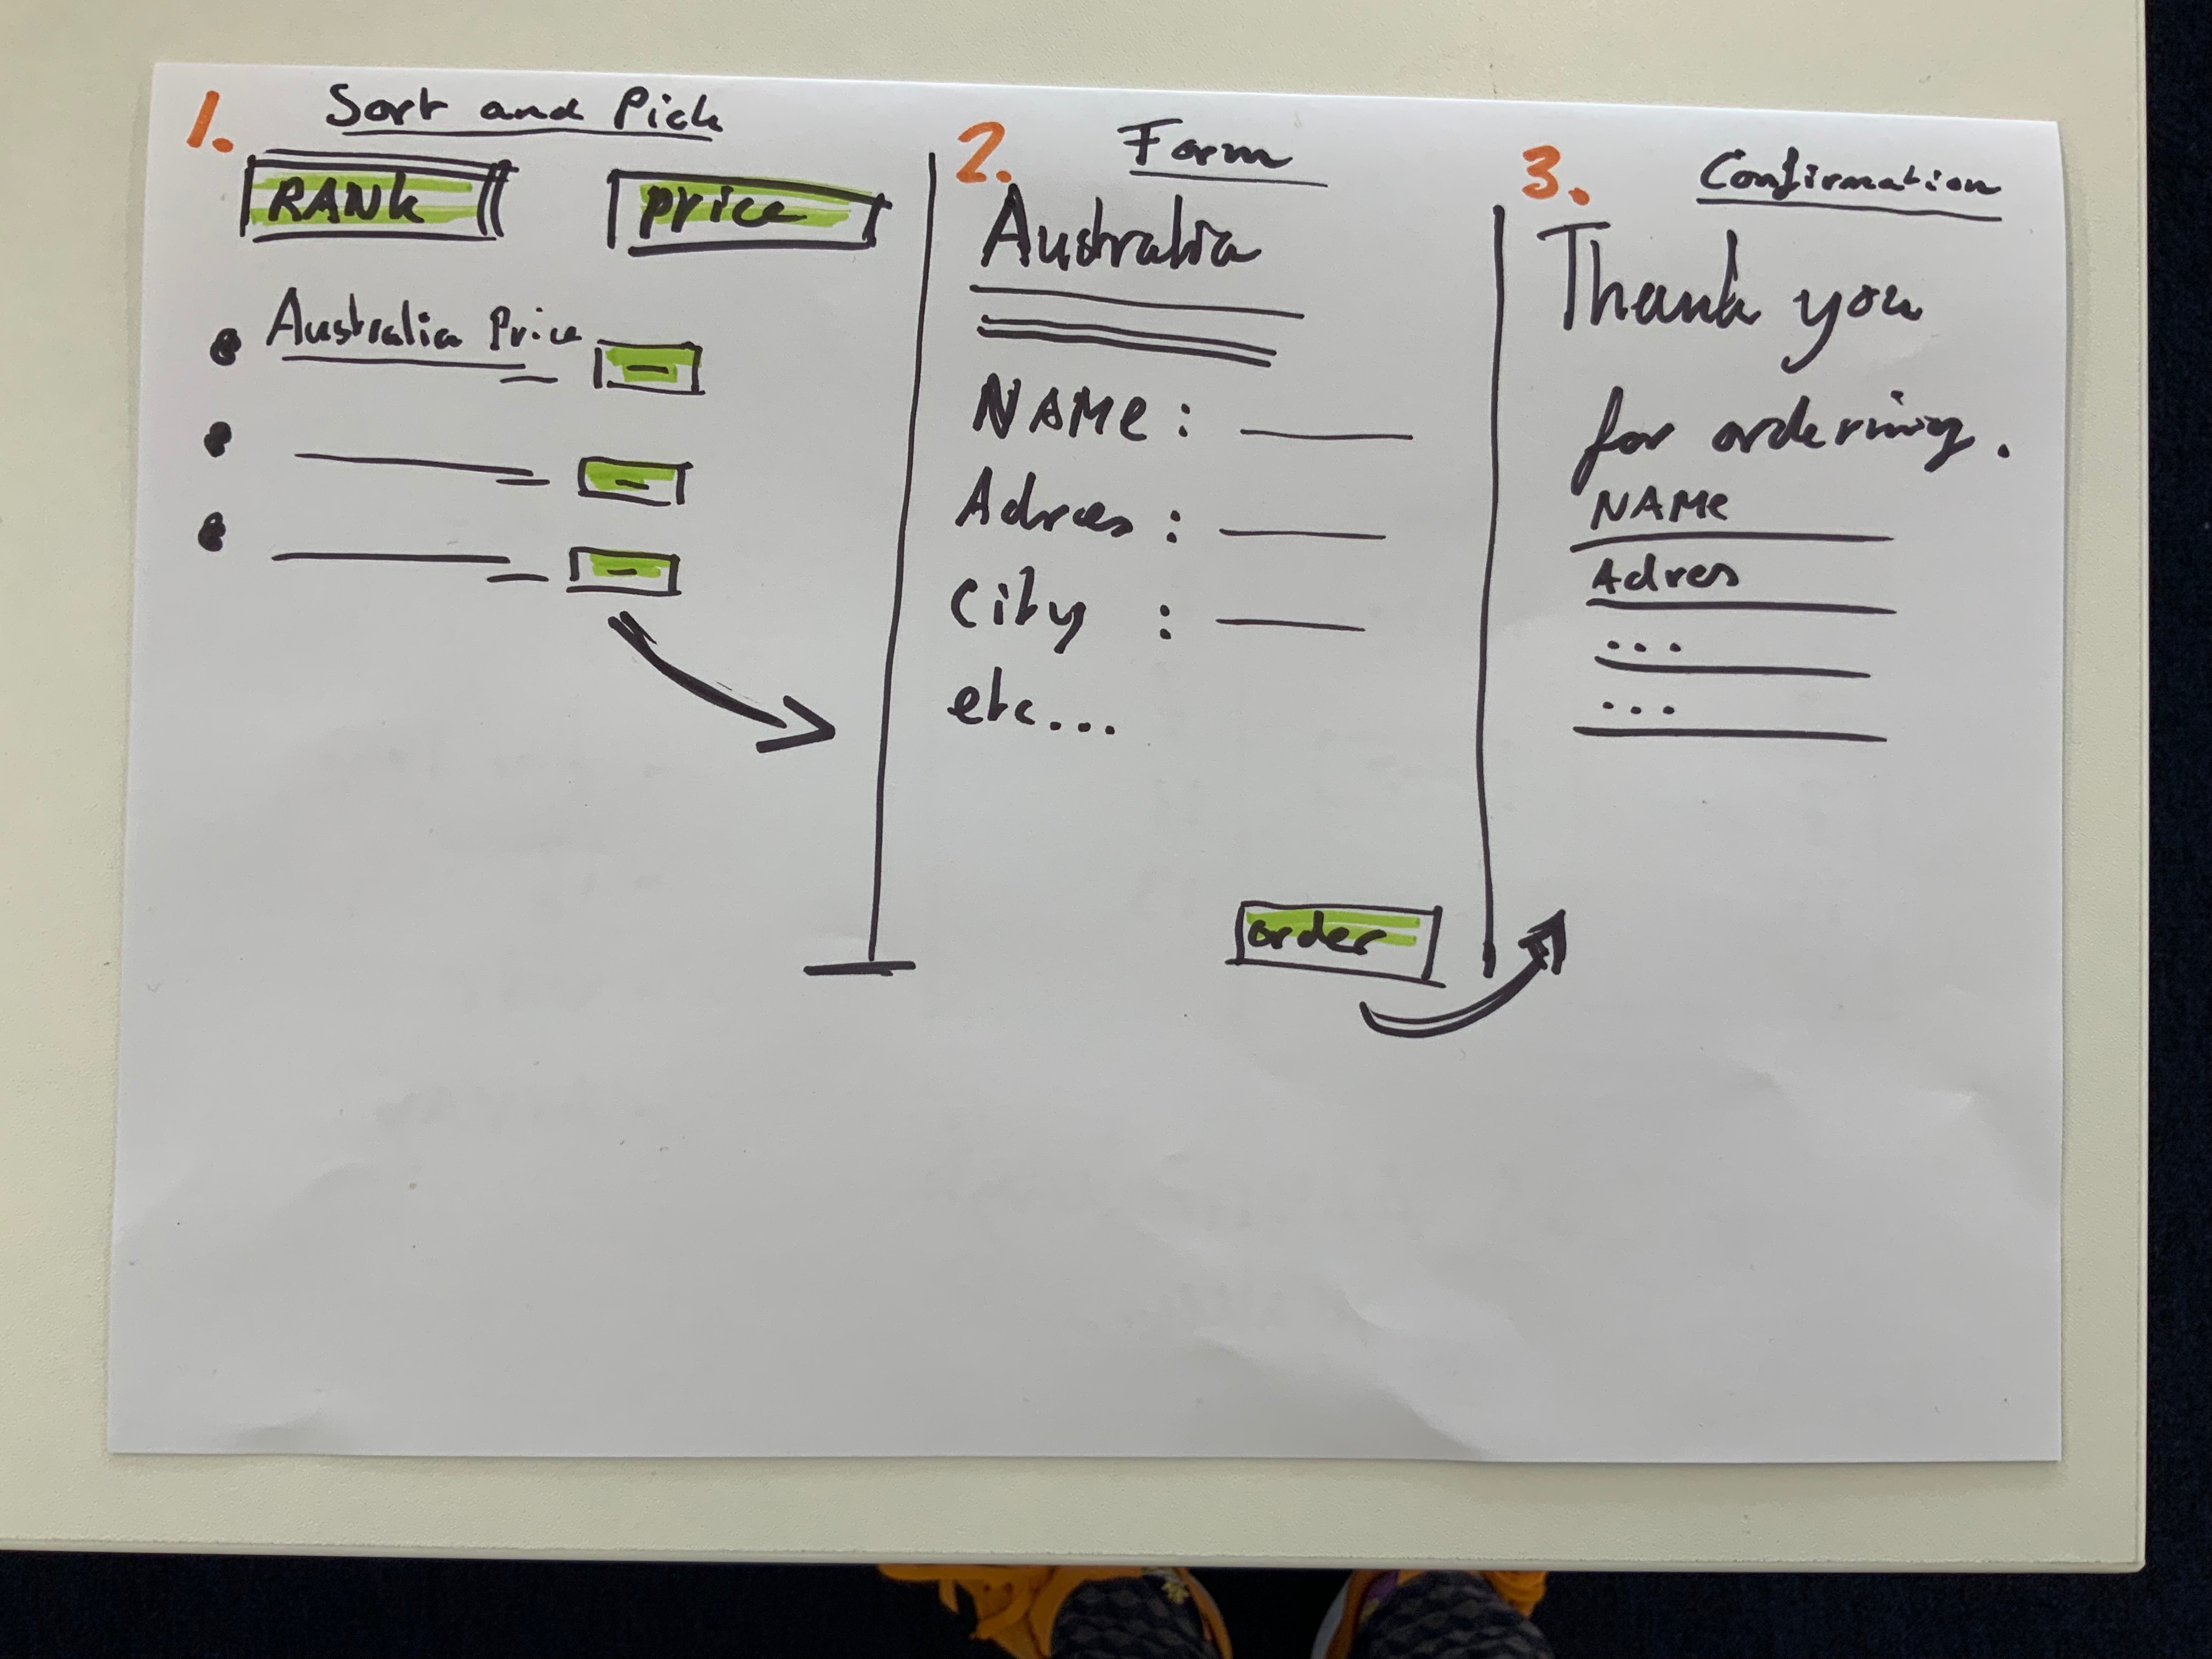 1. Sort and Pick
RANK
price
Australia Price
2. Form
Australia
NAMe :
Adres :
City :
etc...
order
3. Confirmation
Thank you
for ordering.
NAMe
Adres
...
...